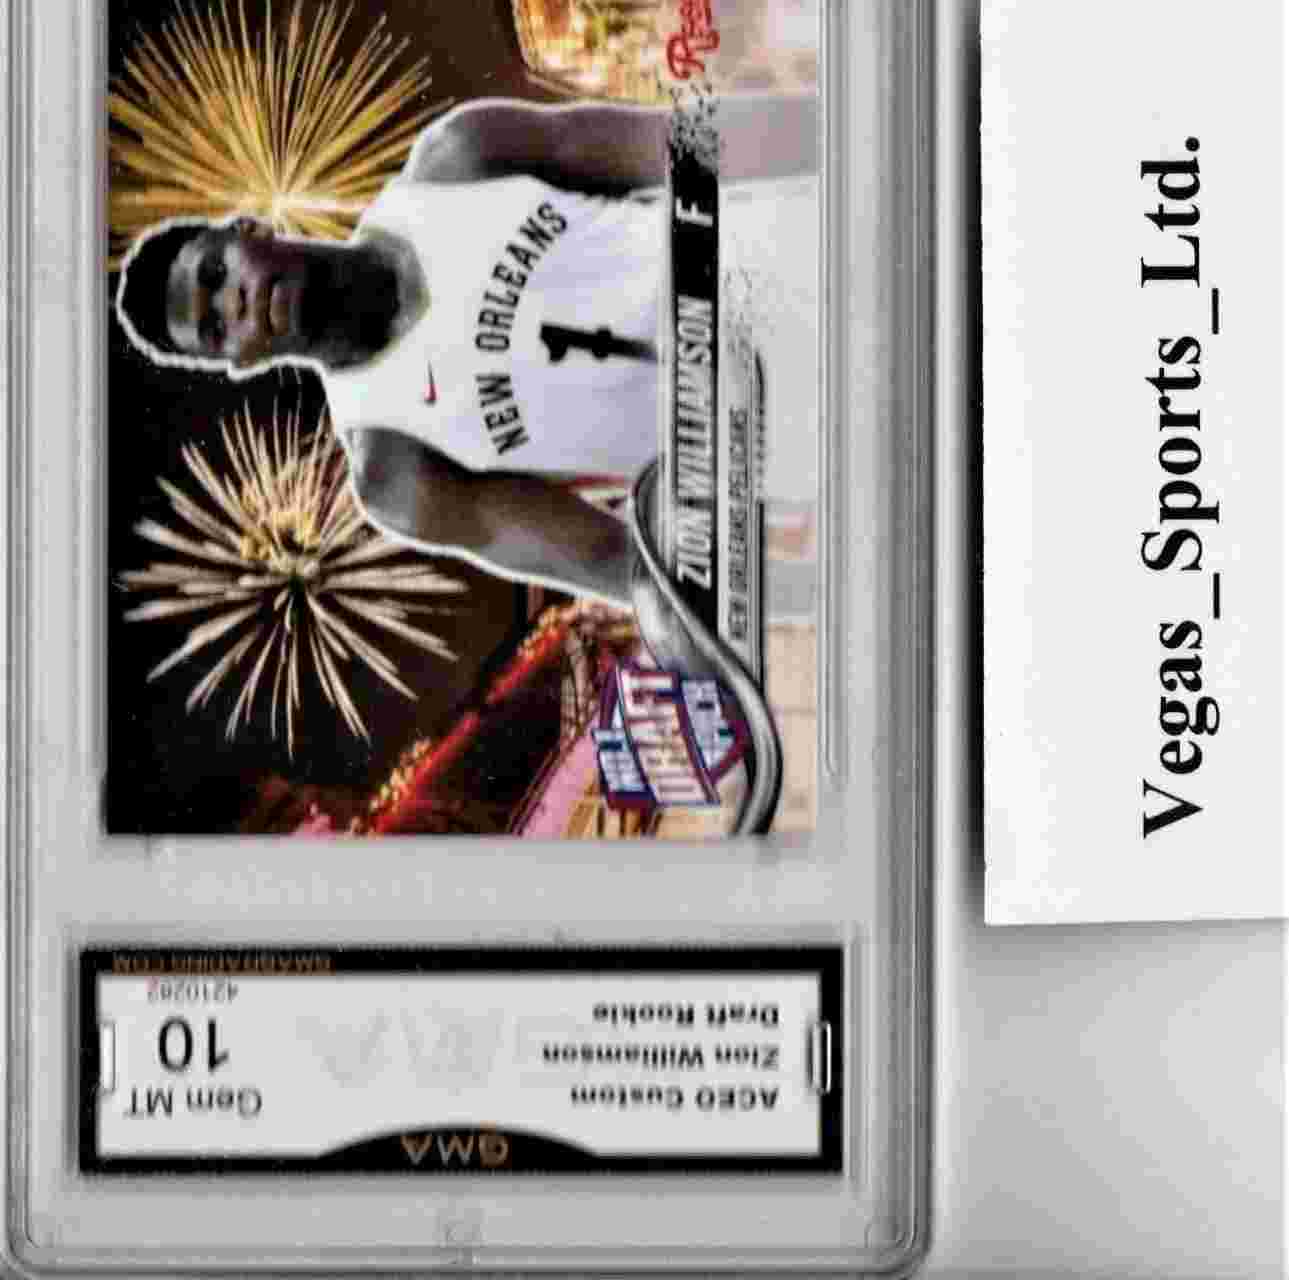 NEW ORLEANS
1
ZION WILLIAMSON F
NEW ORLEANS PELICANS
DRAFT
GMA
ACEO Custom
Zion Williamson
Draft Rookie
Gem MT
10
4210282
GMAGRADING.COM
Vegas_Sports_Ltd.